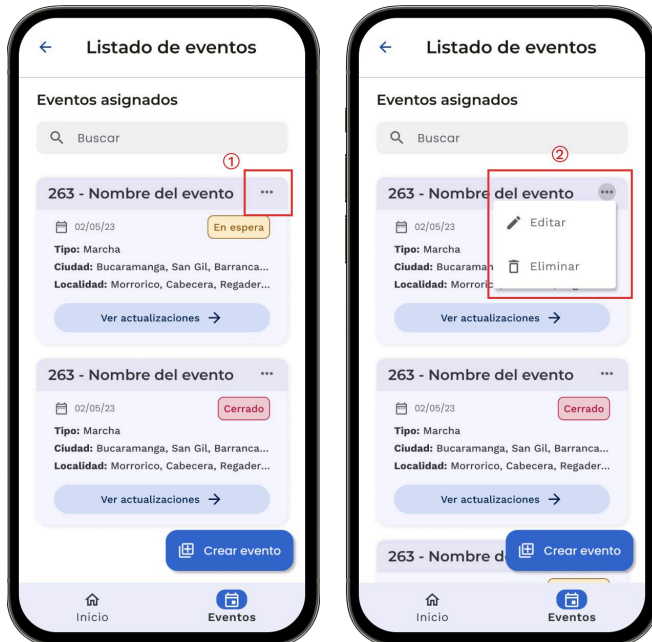 Listado de eventos
Eventos asignados
Buscar
①
263 - Nombre del evento
02/05/23
En espera
Tipo: Marcha
Ciudad: Bucaramanga, San Gil, Barranca...
Localidad: Morrorico, Cabecera, Regader...
Ver actualizaciones
263 - Nombre del evento
02/05/23
Cerrado
Tipo: Marcha
Ciudad: Bucaramanga, San Gil, Barranca...
Localidad: Morrorico, Cabecera, Regader...
Ver actualizaciones
Crear evento
Inicio
Eventos
Listado de eventos
Eventos asignados
Buscar
②
263 - Nombre del evento
02/05/23
Editar
Eliminar
Tipo: Marcha
Ciudad: Bucaraman
Localidad: Morroric
Ver actualizaciones
263 - Nombre del evento
02/05/23
Cerrado
Tipo: Marcha
Ciudad: Bucaramanga, San Gil, Barranca...
Localidad: Morrorico, Cabecera, Regader...
Ver actualizaciones
263 - Nombre d
Crear evento
Inicio
Eventos